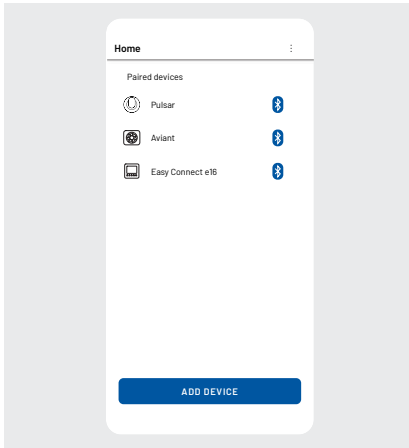 Home
Paired devices
Pulsar
Aviant
Easy Connect e16
ADD DEVICE